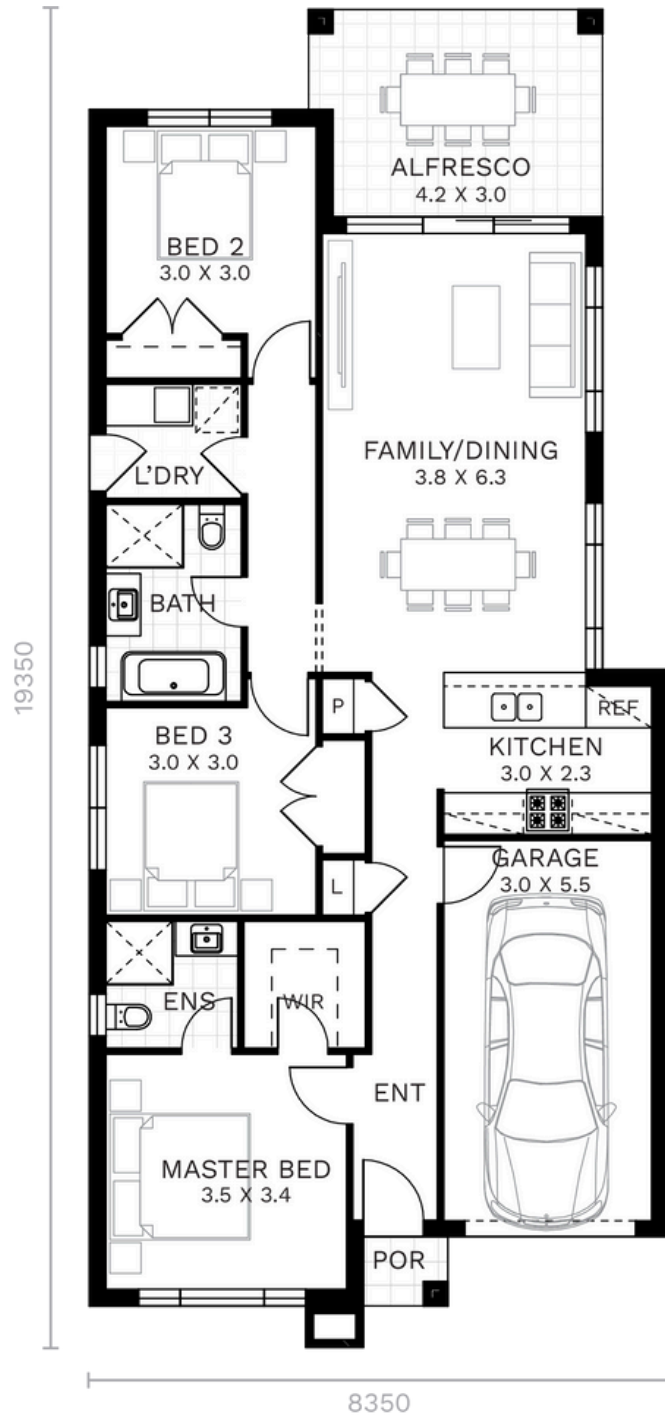 ALFRESCO
4.2 X 3.0
BED 2
3.0 X 3.0
FAMILY/DINING
3.8 X 6.3
L'DRY
BATH
19350
P
REF
BED 3
3.0 X 3.0
KITCHEN
3.0 X 2.3
GARAGE
3.0 X 5.5
L
ENS
WIR
ENT
MASTER BED
3.5 X 3.4
POR
8350